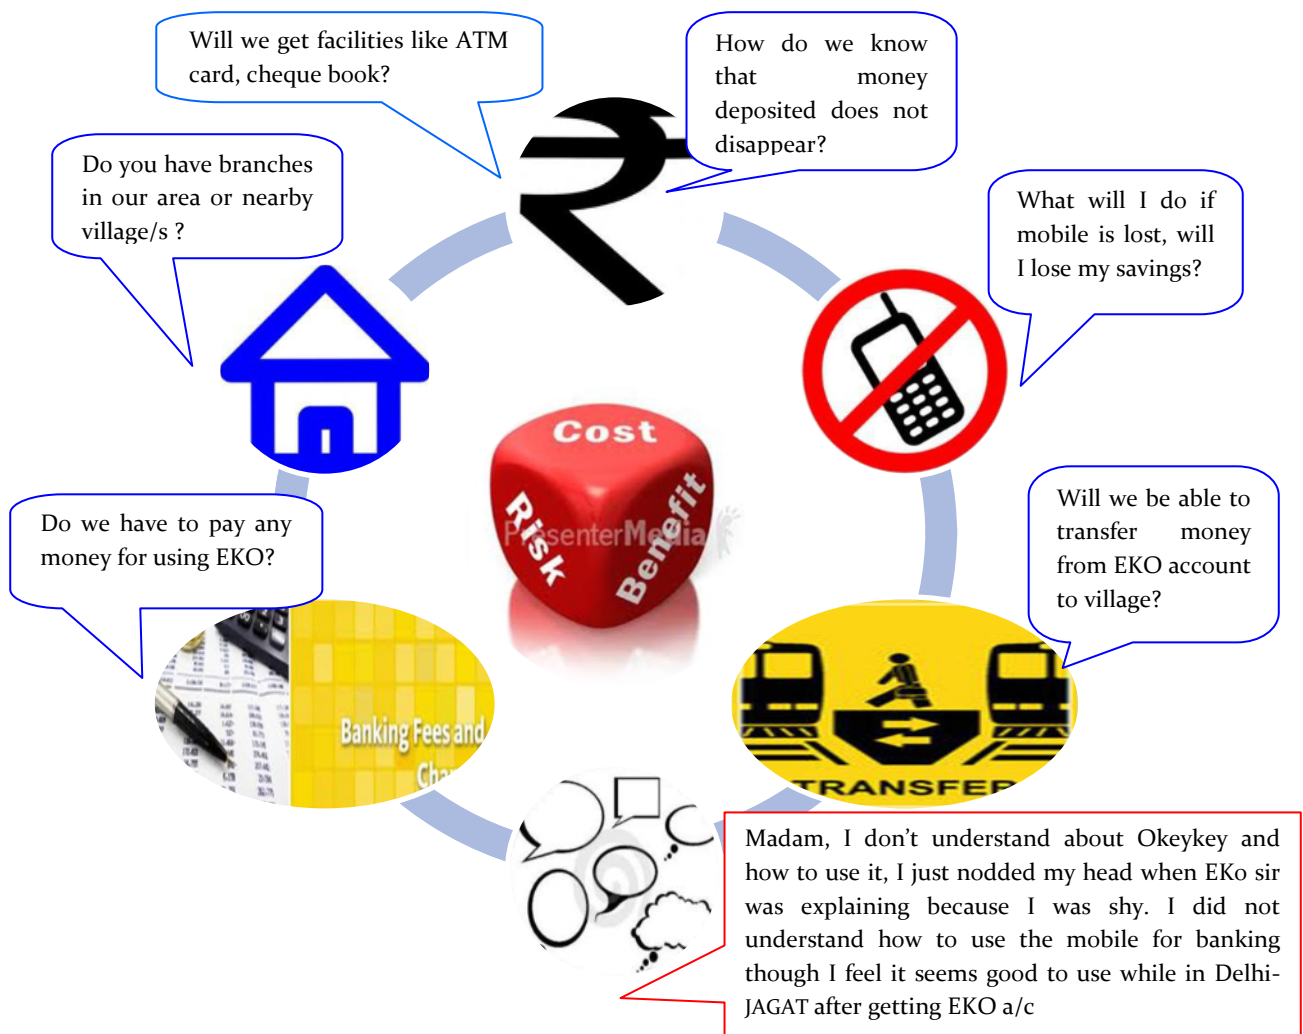 Will we get facilities like ATM
card, cheque book?
How do we know
that money
deposited does not
disappear?
Do you have branches
in our area or nearby
village/s ?
What will I do if
mobile is lost, will
I lose my savings?
Cost
Risk
Benefit
PresenterMedia
Do we have to pay any
money for using EKO?
Will we be able to
transfer money
from EKO account
to village?
Banking Fees and
Char
TRANSFER
Madam, I don't understand about Okeykey and
how to use it, I just nodded my head when EKo sir
was explaining because I was shy. I did not
understand how to use the mobile for banking
though I feel it seems good to use while in Delhi-
JAGAT after getting EKO a/c